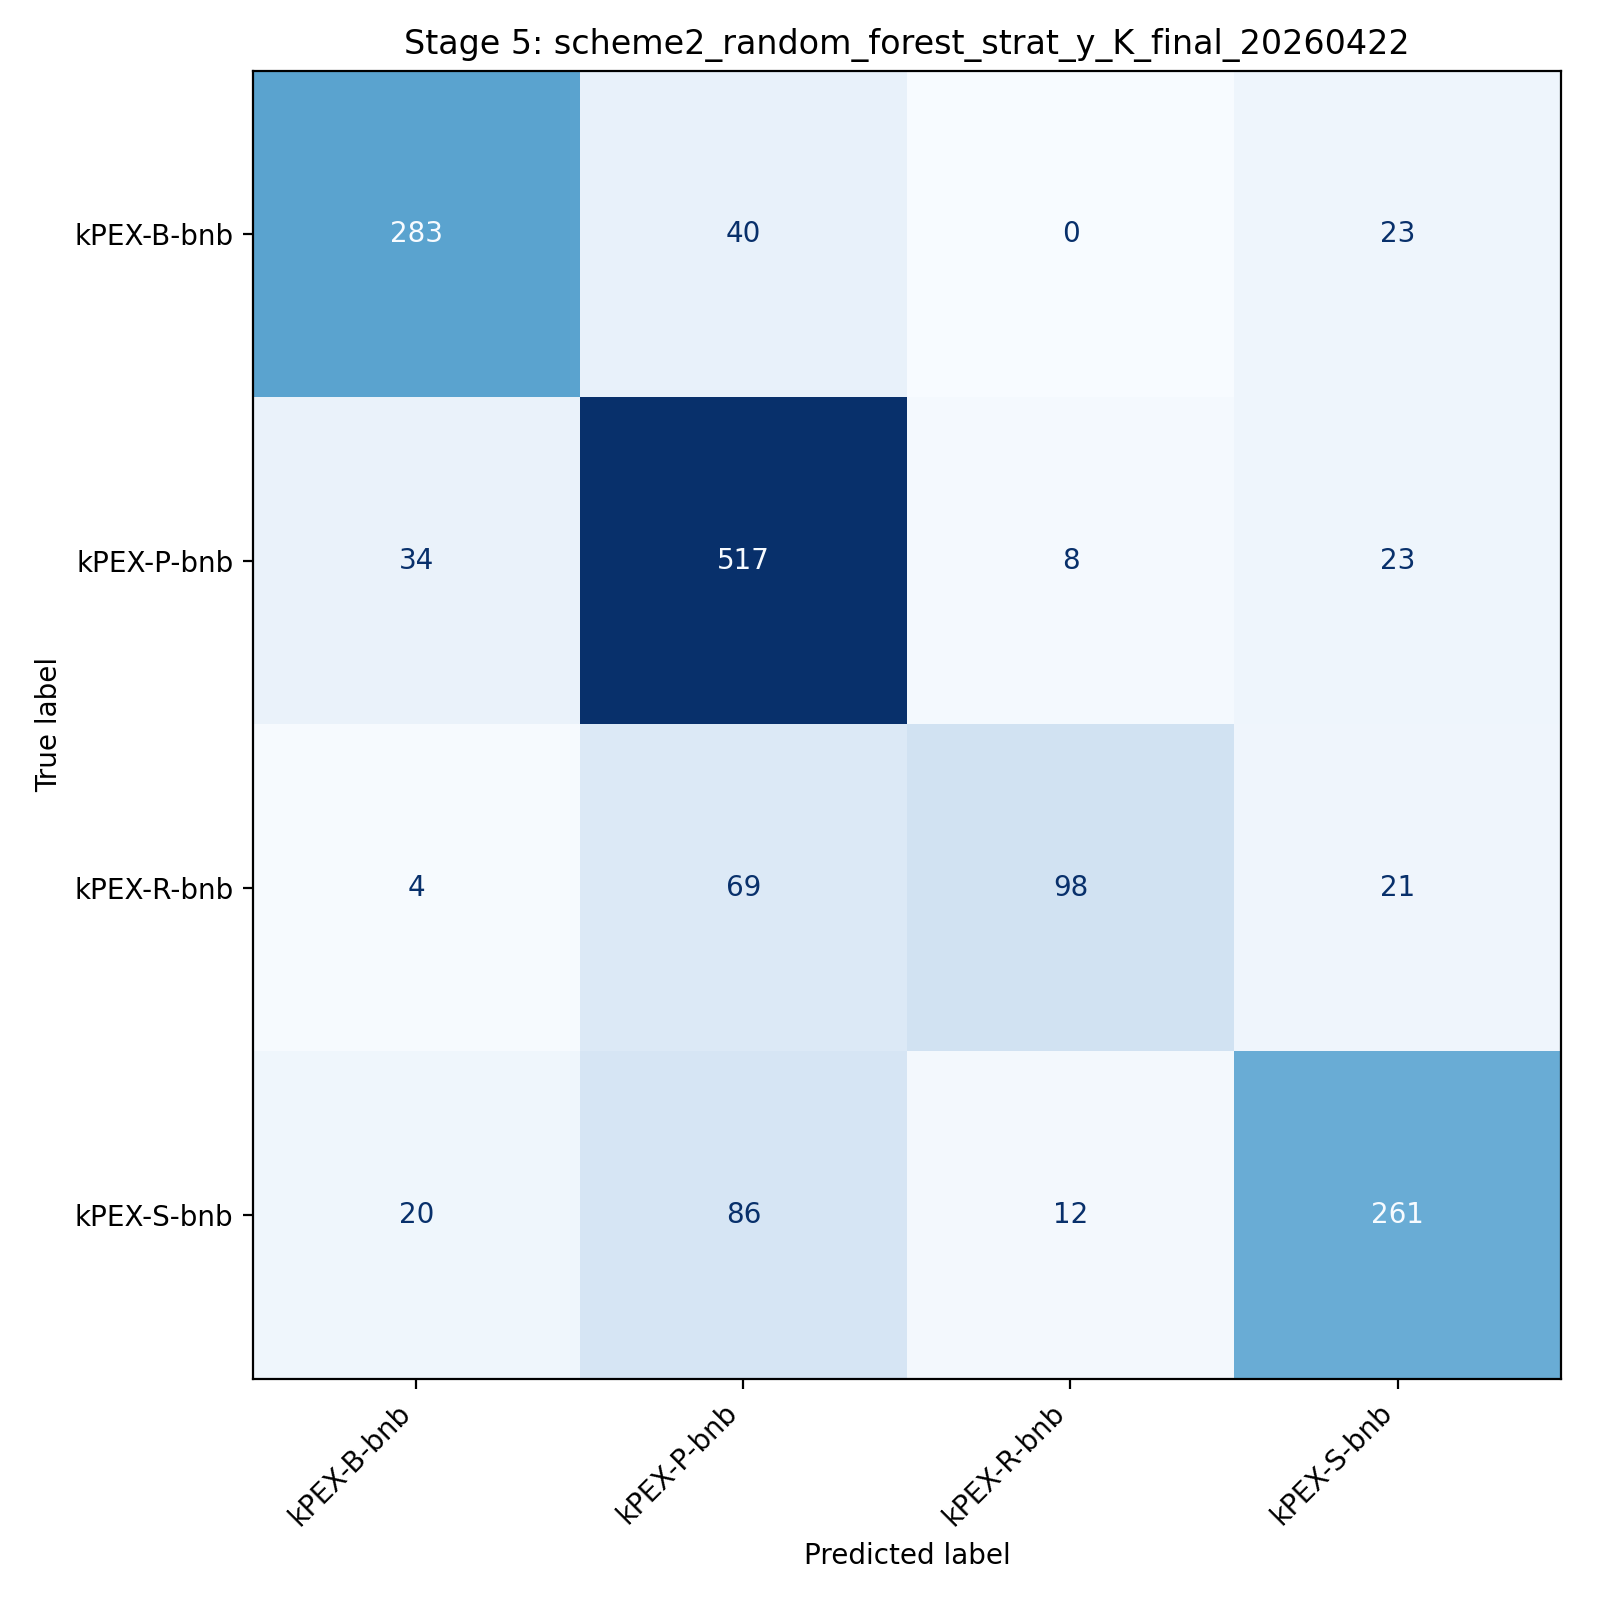 Stage 5: scheme2_random_forest_strat_y_K_final_20260422
True label
kPEX-B-bnb 283 40 0 23
kPEX-P-bnb 34 517 8 23
kPEX-R-bnb 4 69 98 21
kPEX-S-bnb 20 86 12 261
kPEX-B-bnb kPEX-P-bnb kPEX-R-bnb kPEX-S-bnb
Predicted label